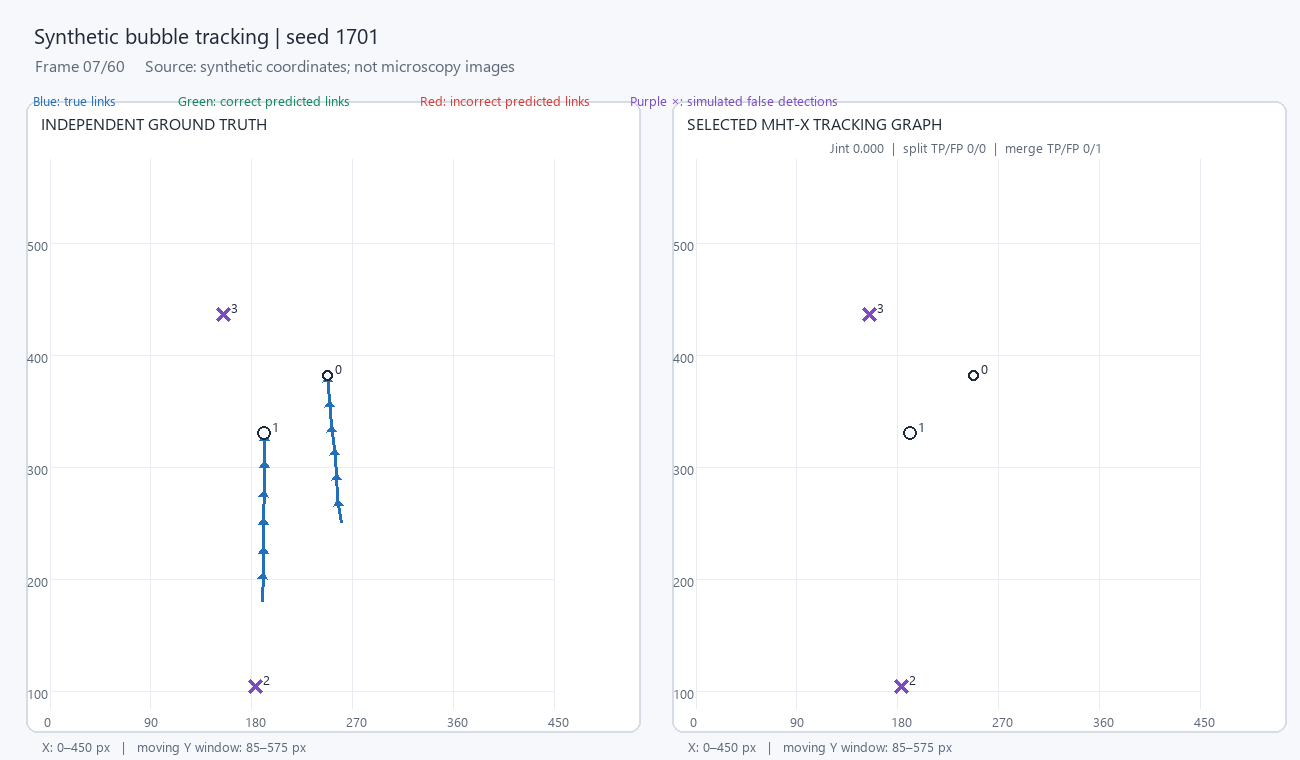 Synthetic bubble tracking | seed 1701
Frame 07/60 Source: synthetic coordinates; not microscopy images
Blue: true links Green: correct predicted links Red: incorrect predicted links Purple ×: simulated false detections
INDEPENDENT GROUND TRUTH
500
400
300
200
100
3
0
1
2
0 90 180 270 360 450
X: 0–450 px | moving Y window: 85–575 px
SELECTED MHT-X TRACKING GRAPH
Jint 0.000 | split TP/FP 0/0 | merge TP/FP 0/1
500
400
300
200
100
3
0
1
2
0 90 180 270 360 450
X: 0–450 px | moving Y window: 85–575 px